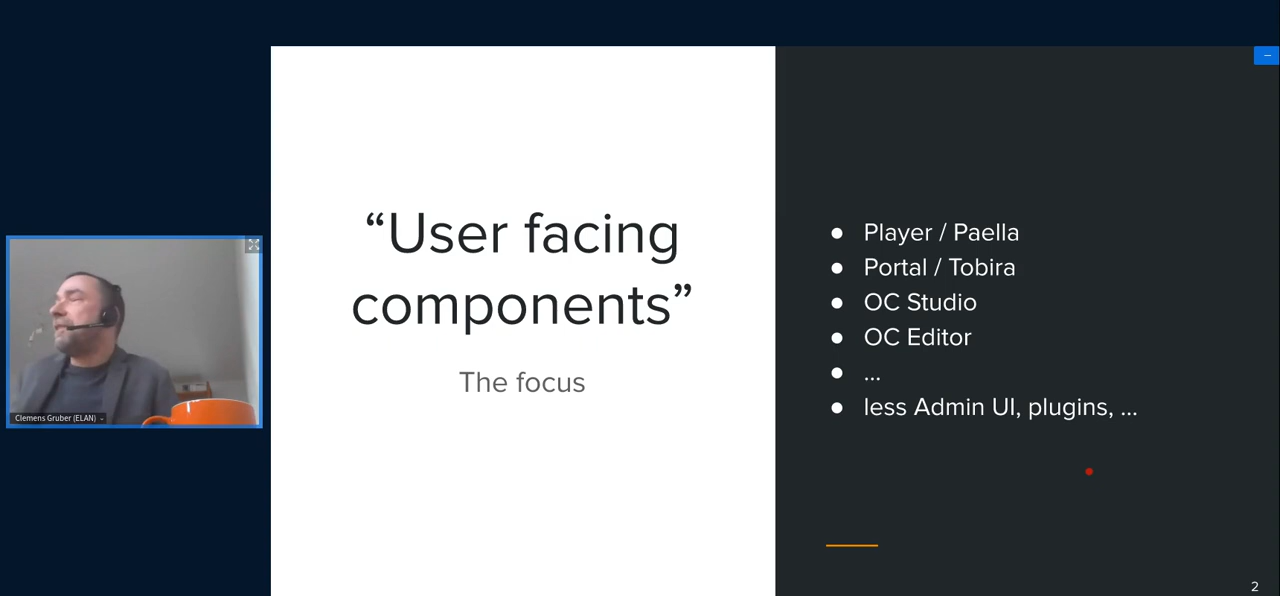 “User facing
components”
The focus
Player / Paella
Portal / Tobira
OC Studio
OC Editor
...
less Admin UI, plugins, ...
Clemens Gruber (ELAN)
2